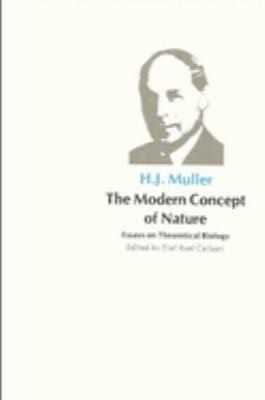 H.J. Muller
The Modern Concept
of Nature
Essays on Theoretical Biology
Edited by Elof Axel Carlson